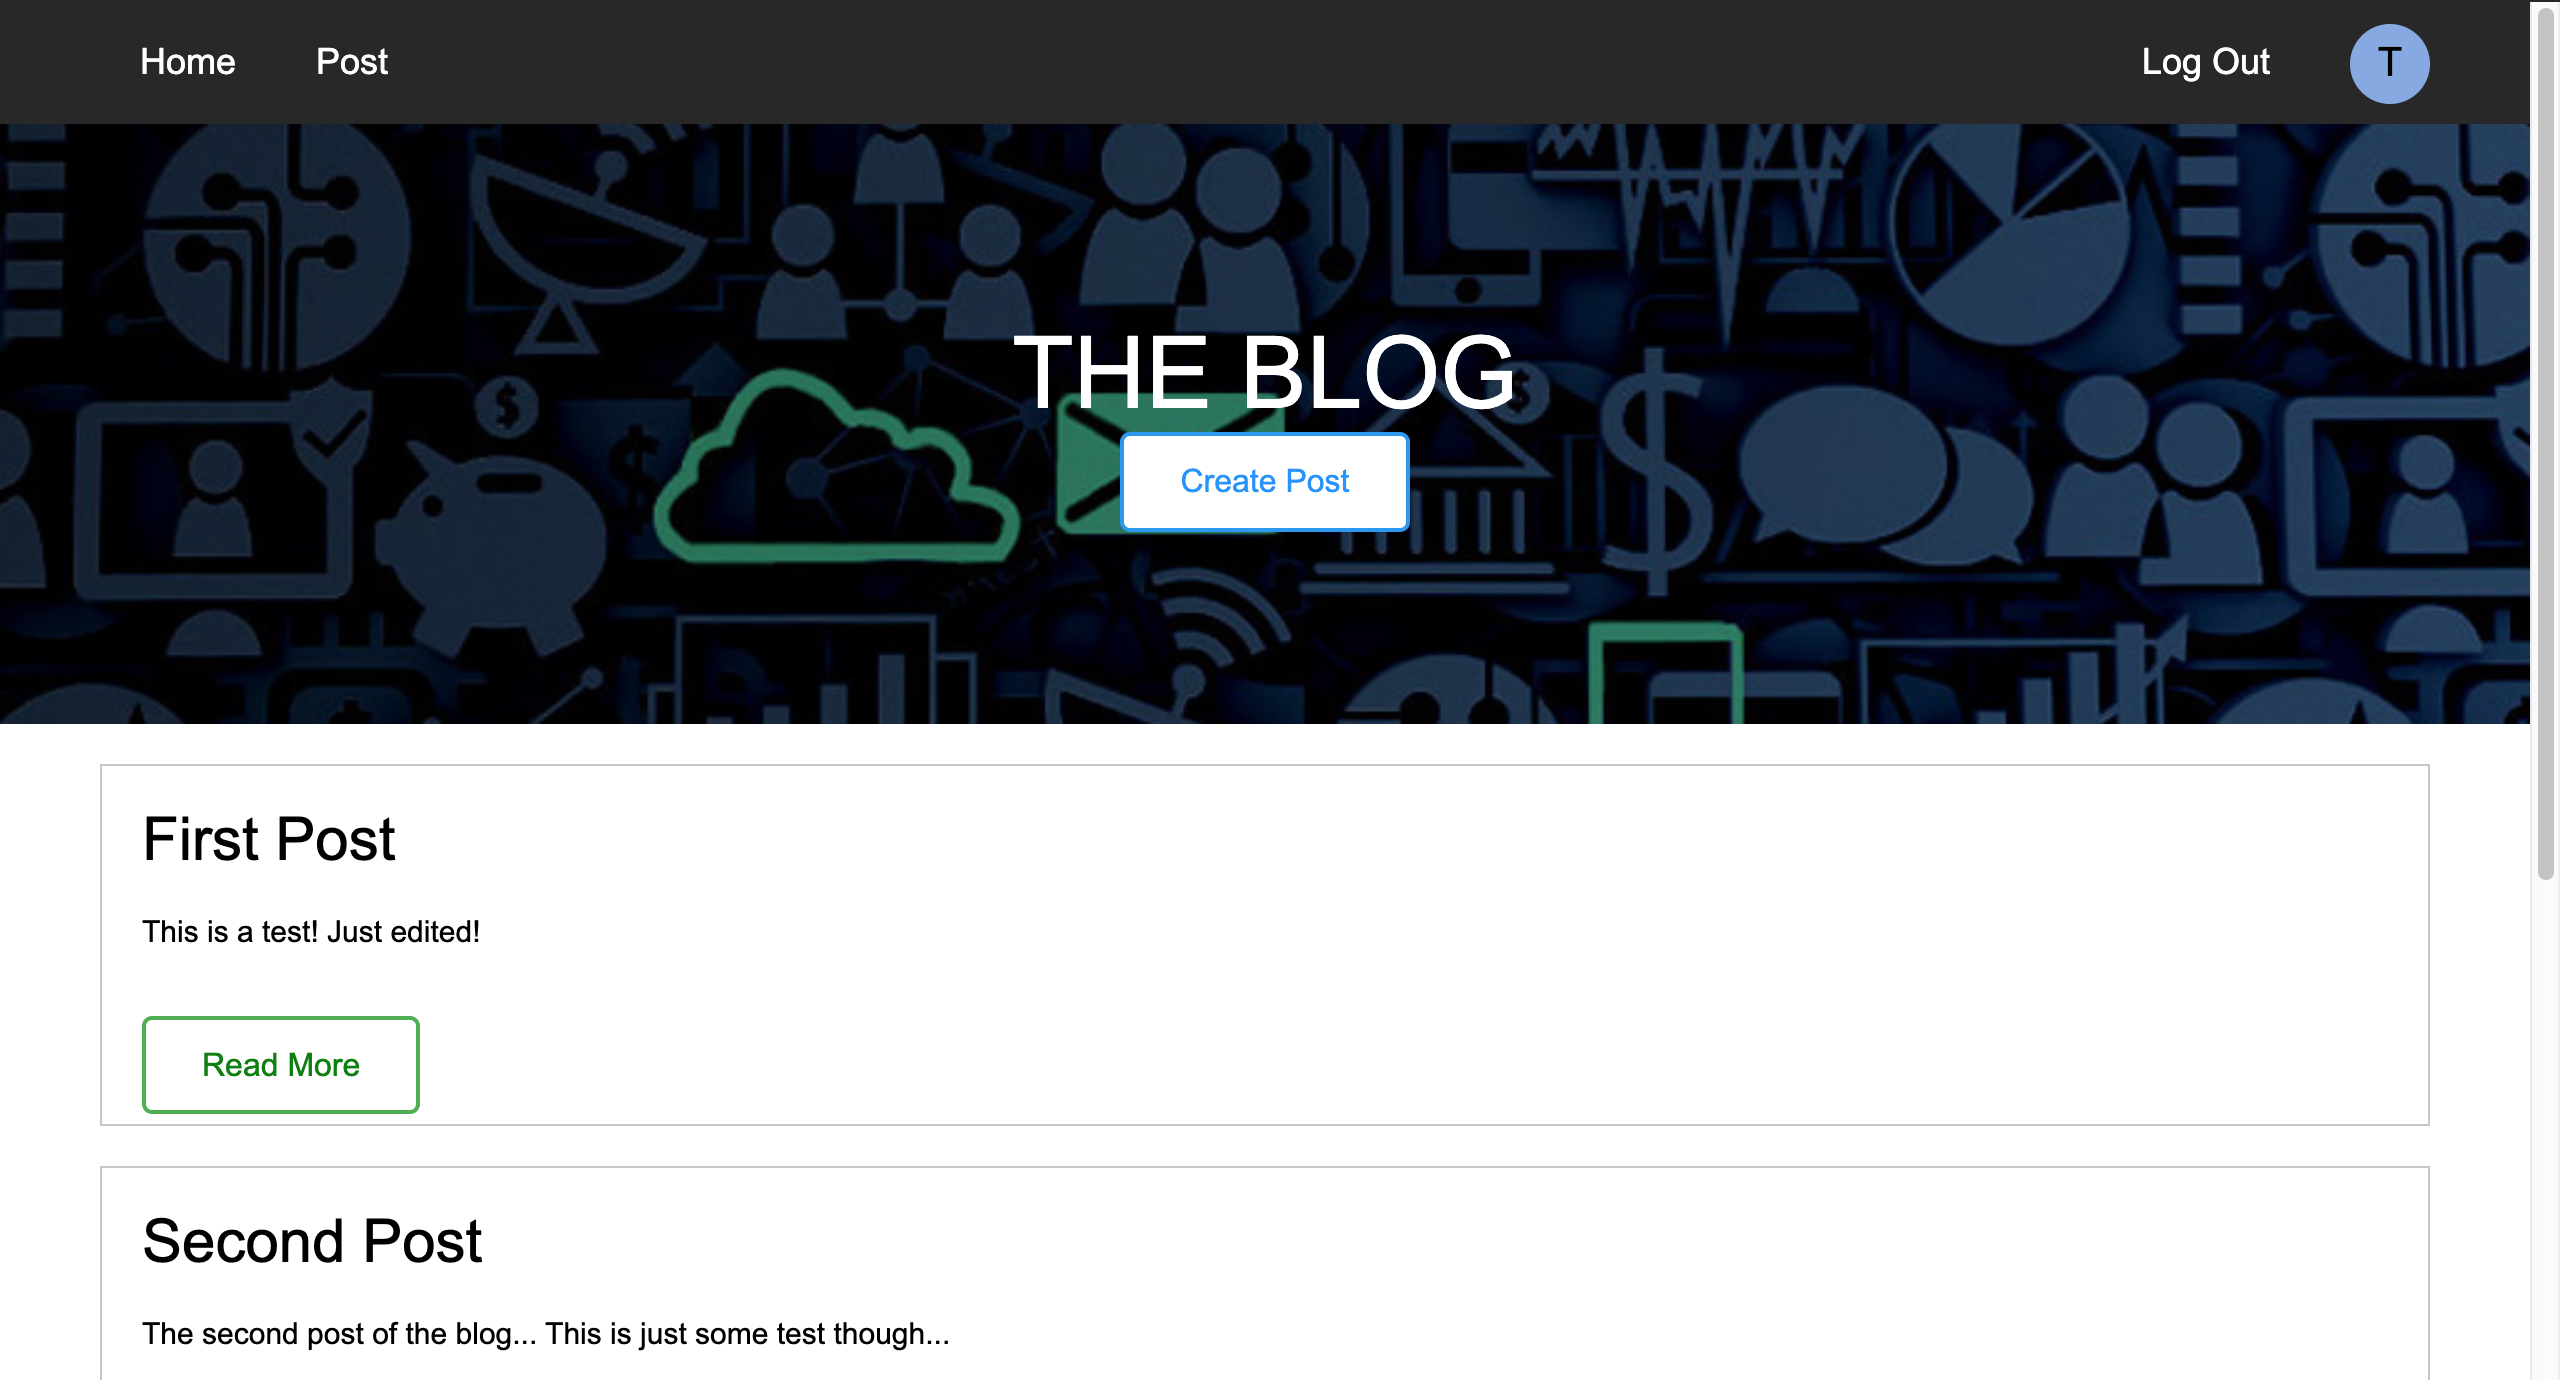 Home Post Log Out T
THE BLOG
Create Post
First Post
This is a test! Just edited!
Read More
Second Post
The second post of the blog... This is just some test though...